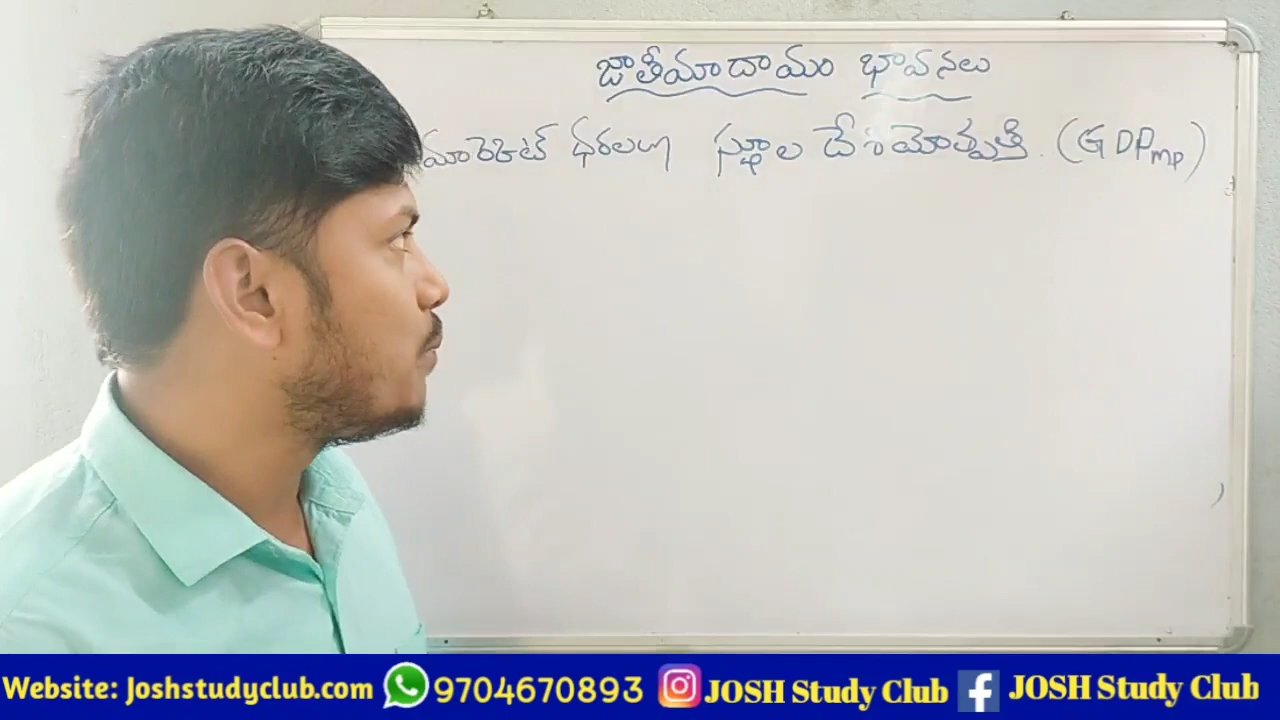 జాతీయాదాయం భావనలు
మారెకెట్ ధరలలో స్థూల దేశీయోత్పత్తి (GDPmp)
Website: Joshstudyclub.com 9704670893 JOSH Study Club JOSH Study Club